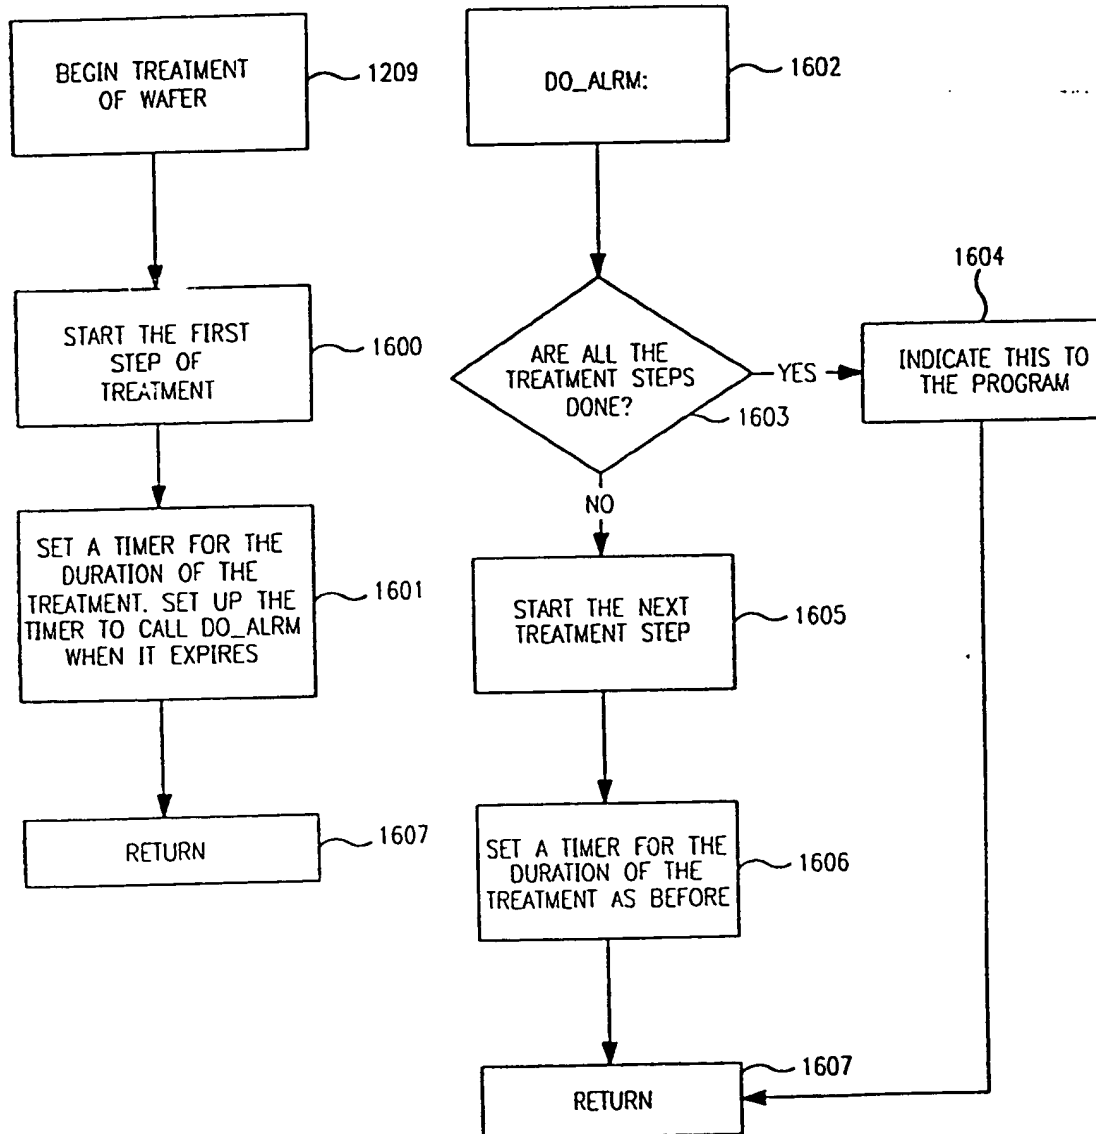 BEGIN TREATMENT
OF WAFER
1209
START THE FIRST
STEP OF
TREATMENT
1600
SET A TIMER FOR THE
DURATION OF THE
TREATMENT. SET UP THE
TIMER TO CALL DO_ALRM
WHEN IT EXPIRES
1601
RETURN
1607
DO_ALRM:
1602
ARE ALL THE
TREATMENT STEPS
DONE?
1603
YES
1604
INDICATE THIS TO
THE PROGRAM
NO
START THE NEXT
TREATMENT STEP
1605
SET A TIMER FOR THE
DURATION OF THE
TREATMENT AS BEFORE
1606
RETURN
1607